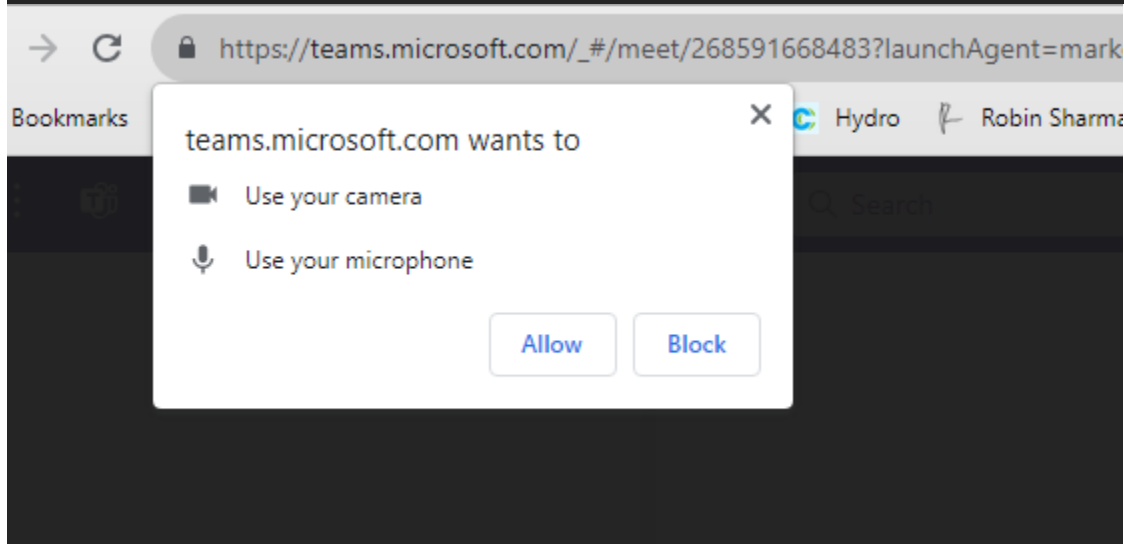 https://teams.microsoft.com/_#/meet/268591668483?launchAgent=mark
Bookmarks
Hydro
Robin Sharma
teams.microsoft.com wants to
Use your camera
Use your microphone
Allow
Block
Search